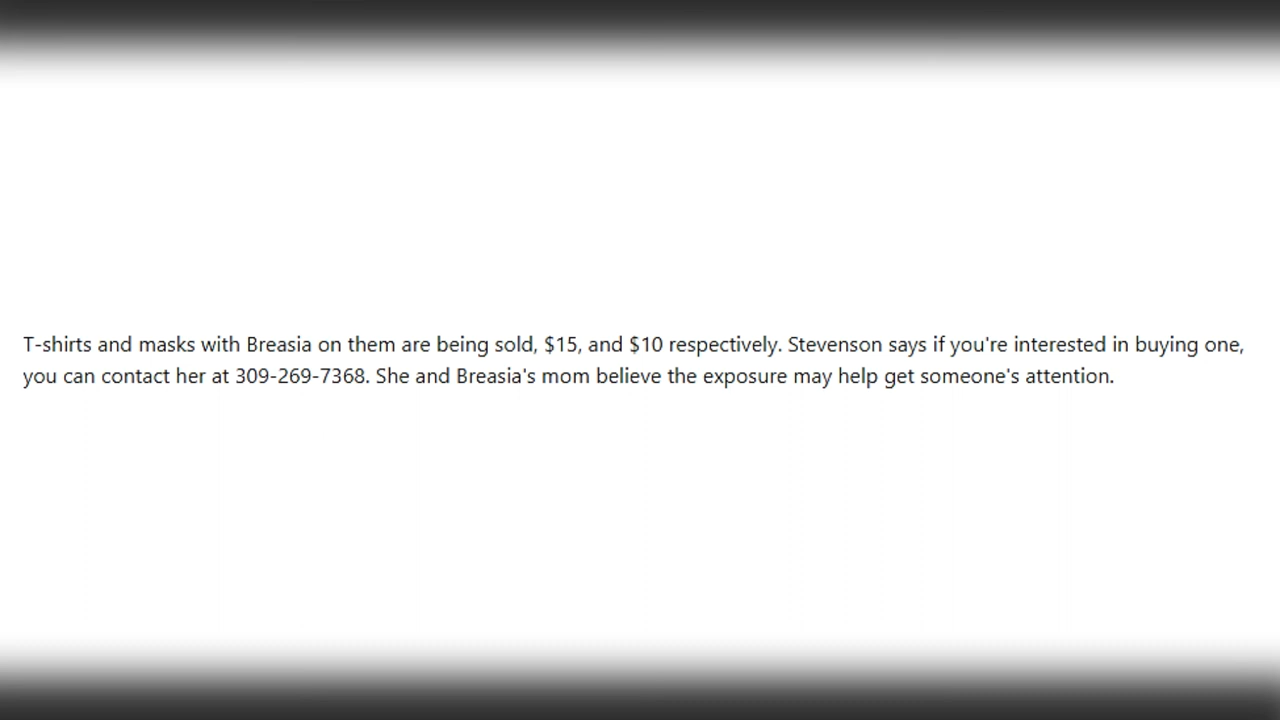 T-shirts and masks with Breasia on them are being sold, $15, and $10 respectively. Stevenson says if you're interested in buying one,
you can contact her at 309-269-7368. She and Breasia's mom believe the exposure may help get someone's attention.